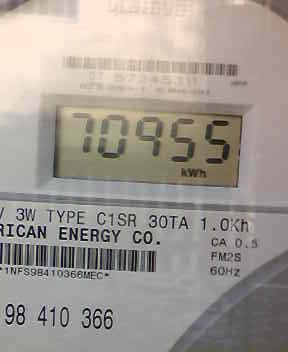 70955
kWh
3W TYPE C1SR 30TA 1.0Kh
RICAN ENERGY CO.
CA 0.5
FM2S
*1NFS98410366MEC*
60Hz
98 410 366